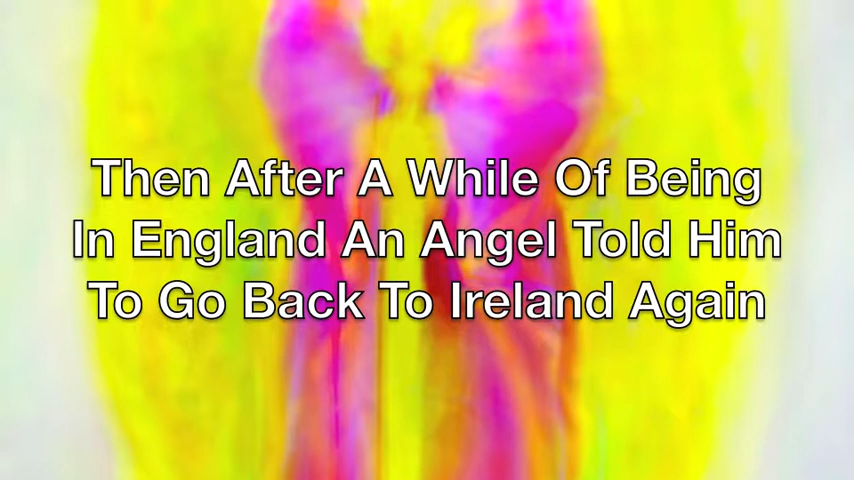 Then After A While Of Being
In England An Angel Told Him
To Go Back To Ireland Again